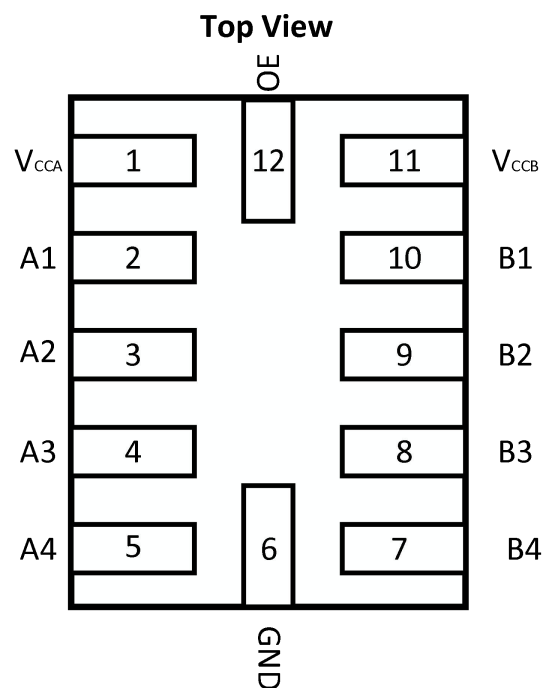 Top View
OE
VCCA 1 12 11 VCCB
A1 2 10 B1
A2 3 9 B2
A3 4 8 B3
A4 5 6 7 B4
GND